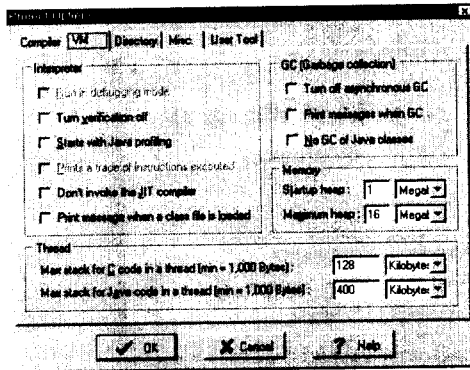 Compiler VM Directory Misc. User Tool
Interpreter
Run in debugging mode
Turn verification off
Starts with Java profiling
Prints a trace of instructions executed
Don't invoke the JIT compiler
Print message when a class file is loaded
GC (Garbage collection)
Turn off asynchronous GC
Print messages when GC
No GC of Java classes
Memory
Startup heap : 1 Megal
Maximum heap : 16 Megal
Thread
Max stack for C code in a thread (min = 1,000 Bytes) : 128 Kilobytes
Max stack for Java code in a thread (min = 1,000 Bytes) : 400 Kilobytes
OK Cancel Help